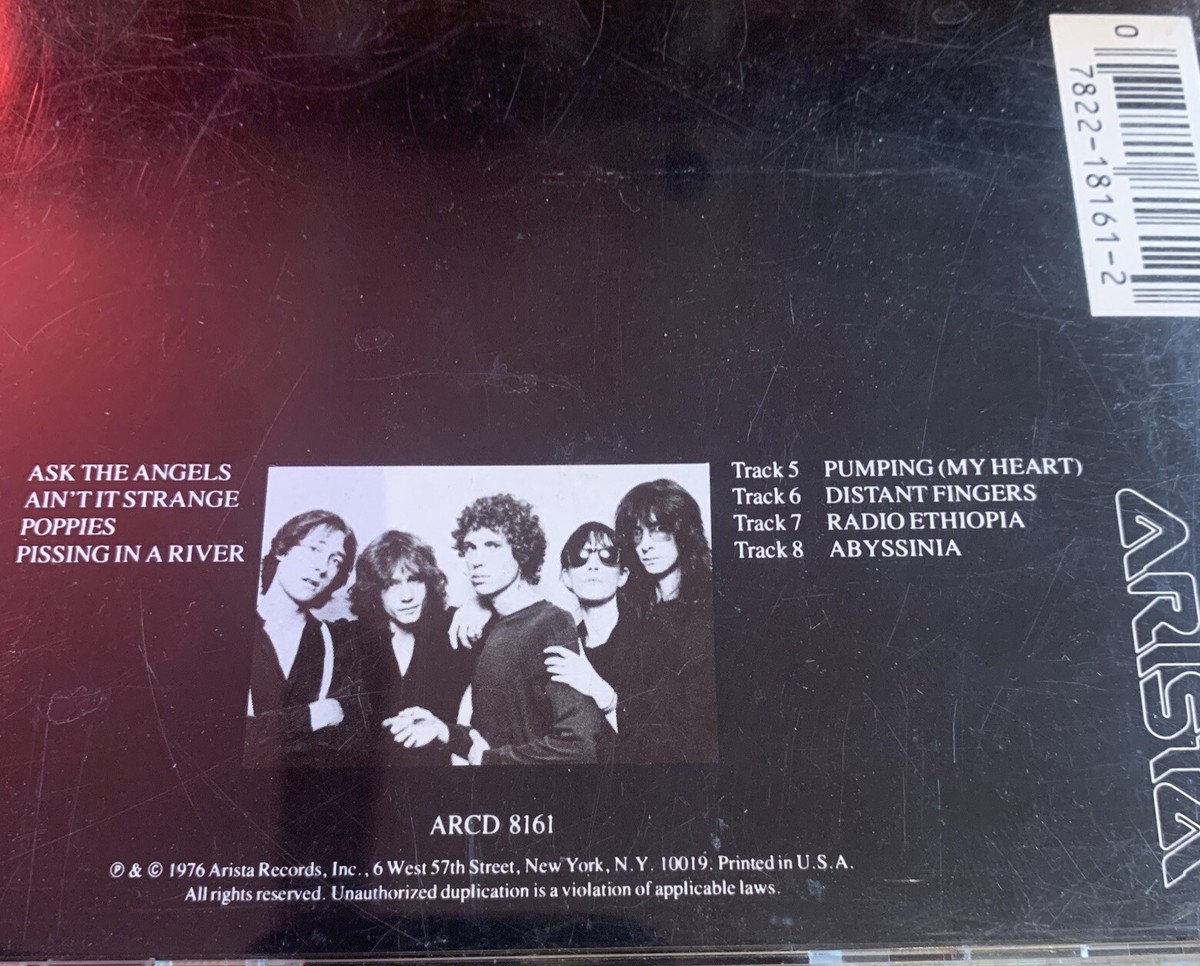 0
7822-18161-2
ASK THE ANGELS
AIN'T IT STRANGE
POPPIES
PISSING IN A RIVER
Track 5 PUMPING (MY HEART)
Track 6 DISTANT FINGERS
Track 7 RADIO ETHIOPIA
Track 8 ABYSSINIA
ARISTA
ARCD 8161
℗ & © 1976 Arista Records, Inc., 6 West 57th Street, New York, N.Y. 10019. Printed in U.S.A.
All rights reserved. Unauthorized duplication is a violation of applicable laws.